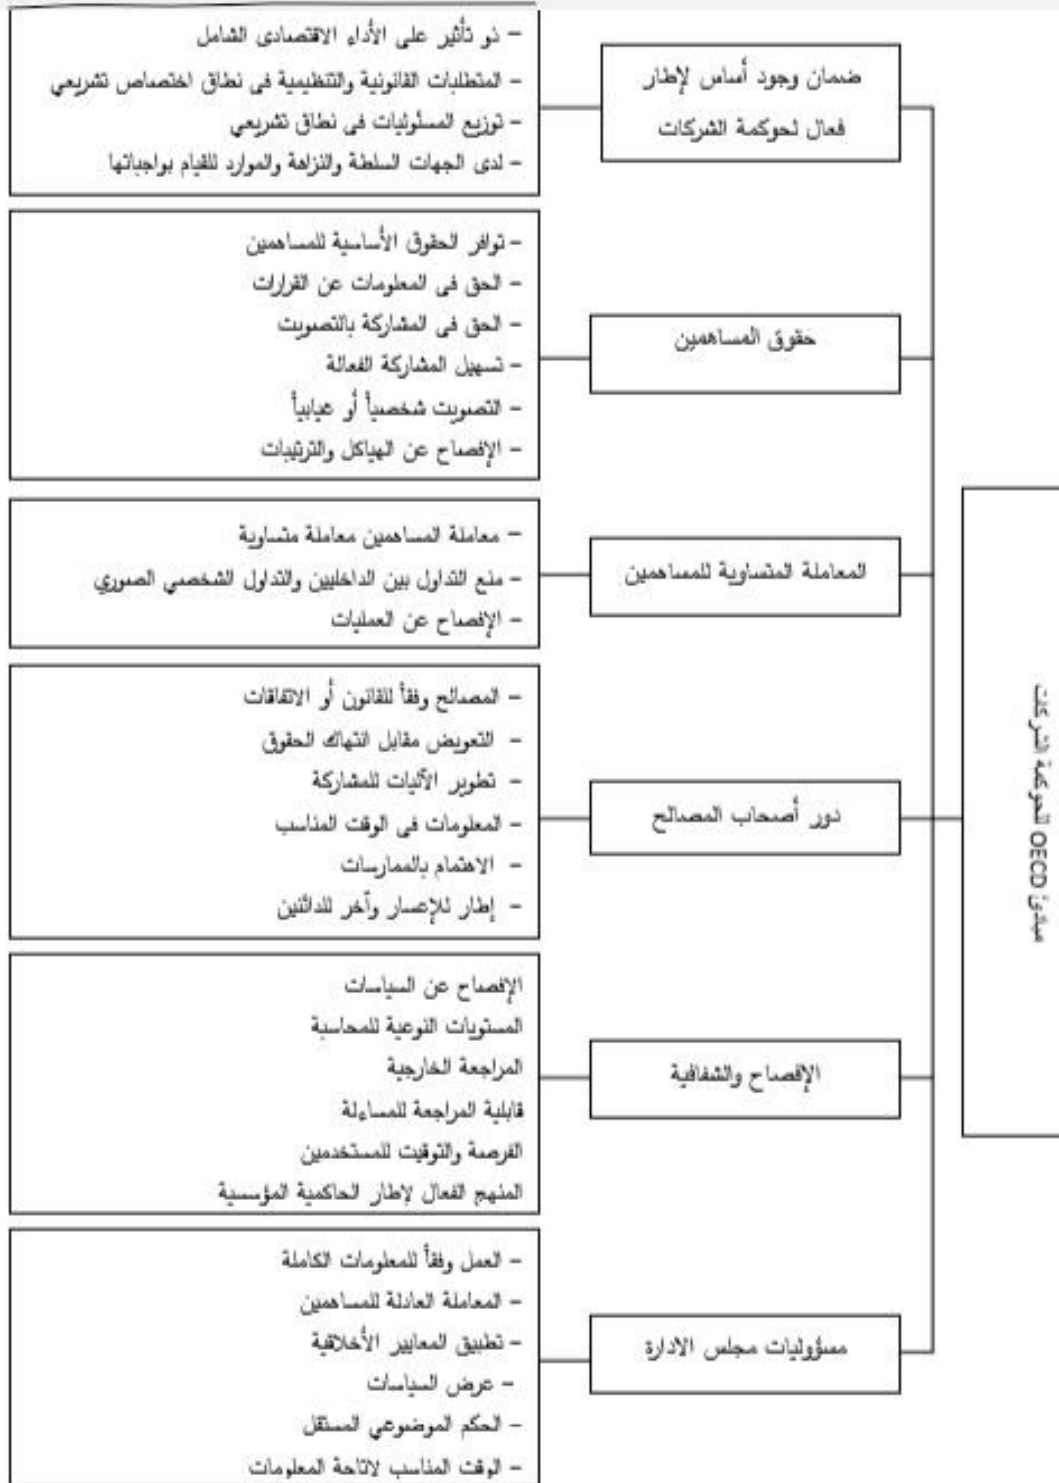 مبادئ OECD للحوكمة الشركات
ضمان وجود أساس لإطار
فعال لحوكمة الشركات
- ذو تأثير على الأداء الاقتصادى الشامل
- المتطلبات القانونية والتنظيمية فى نطاق اختصاص تشريعي
- توزيع المسئوليات فى نطاق تشريعي
- لدى الجهات السلطة والنزاهة والموارد للقيام بواجباتها
حقوق المساهمين
- توافر الحقوق الأساسية للمساهمين
- الحق فى المعلومات عن القرارات
- الحق فى المشاركة بالتصويت
- تسهيل المشاركة الفعالة
- التصويت شخصياً أو غيابياً
- الإفصاح عن الهياكل والترتيبات
المعاملة المتساوية للمساهمين
- معاملة المساهمين معاملة متساوية
- منع التداول بين الداخليين والتداول الشخصي الصوري
- الإفصاح عن العمليات
دور أصحاب المصالح
- المصالح وفقاً للقانون أو الاتفاقات
- التعويض مقابل انتهاك الحقوق
- تطوير الآليات للمشاركة
- المعلومات فى الوقت المناسب
- الاهتمام بالممارسات
- إطار للإعسار وآخر للدائنين
الإفصاح والشفافية
الإفصاح عن السياسات
المستويات النوعية للمحاسبة
المراجعة الخارجية
قابلية المراجعة للمساءلة
الفرصة والتوقيت للمستخدمين
المنهج الفعال لإطار الحاكمية المؤسسية
مسؤوليات مجلس الادارة
- العمل وفقاً للمعلومات الكاملة
- المعاملة العادلة للمساهمين
- تطبيق المعايير الأخلاقية
- عرض السياسات
- الحكم الموضوعي المستقل
- الوقت المناسب لاتاحة المعلومات